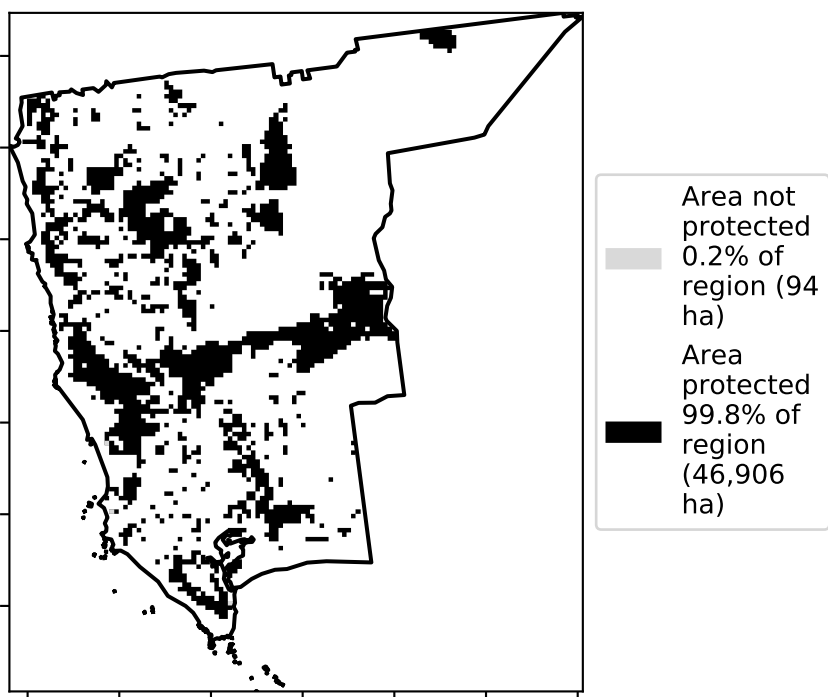 Area not
protected
0.2% of
region (94
ha)
Area
protected
99.8% of
region
(46,906
ha)